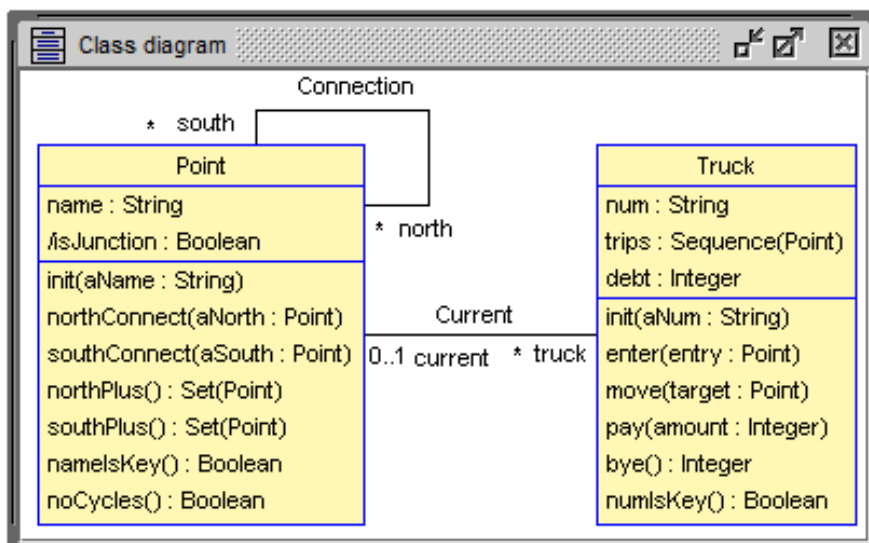 Class diagram
Connection
* south
Point
name : String
/isJunction : Boolean
* north
init(aName : String)
northConnect(aNorth : Point)
southConnect(aSouth : Point)
northPlus() : Set(Point)
southPlus() : Set(Point)
nameIsKey() : Boolean
noCycles() : Boolean
Current
0..1 current * truck
Truck
num : String
trips : Sequence(Point)
debt : Integer
init(aNum : String)
enter(entry : Point)
move(target : Point)
pay(amount : Integer)
bye() : Integer
numIsKey() : Boolean